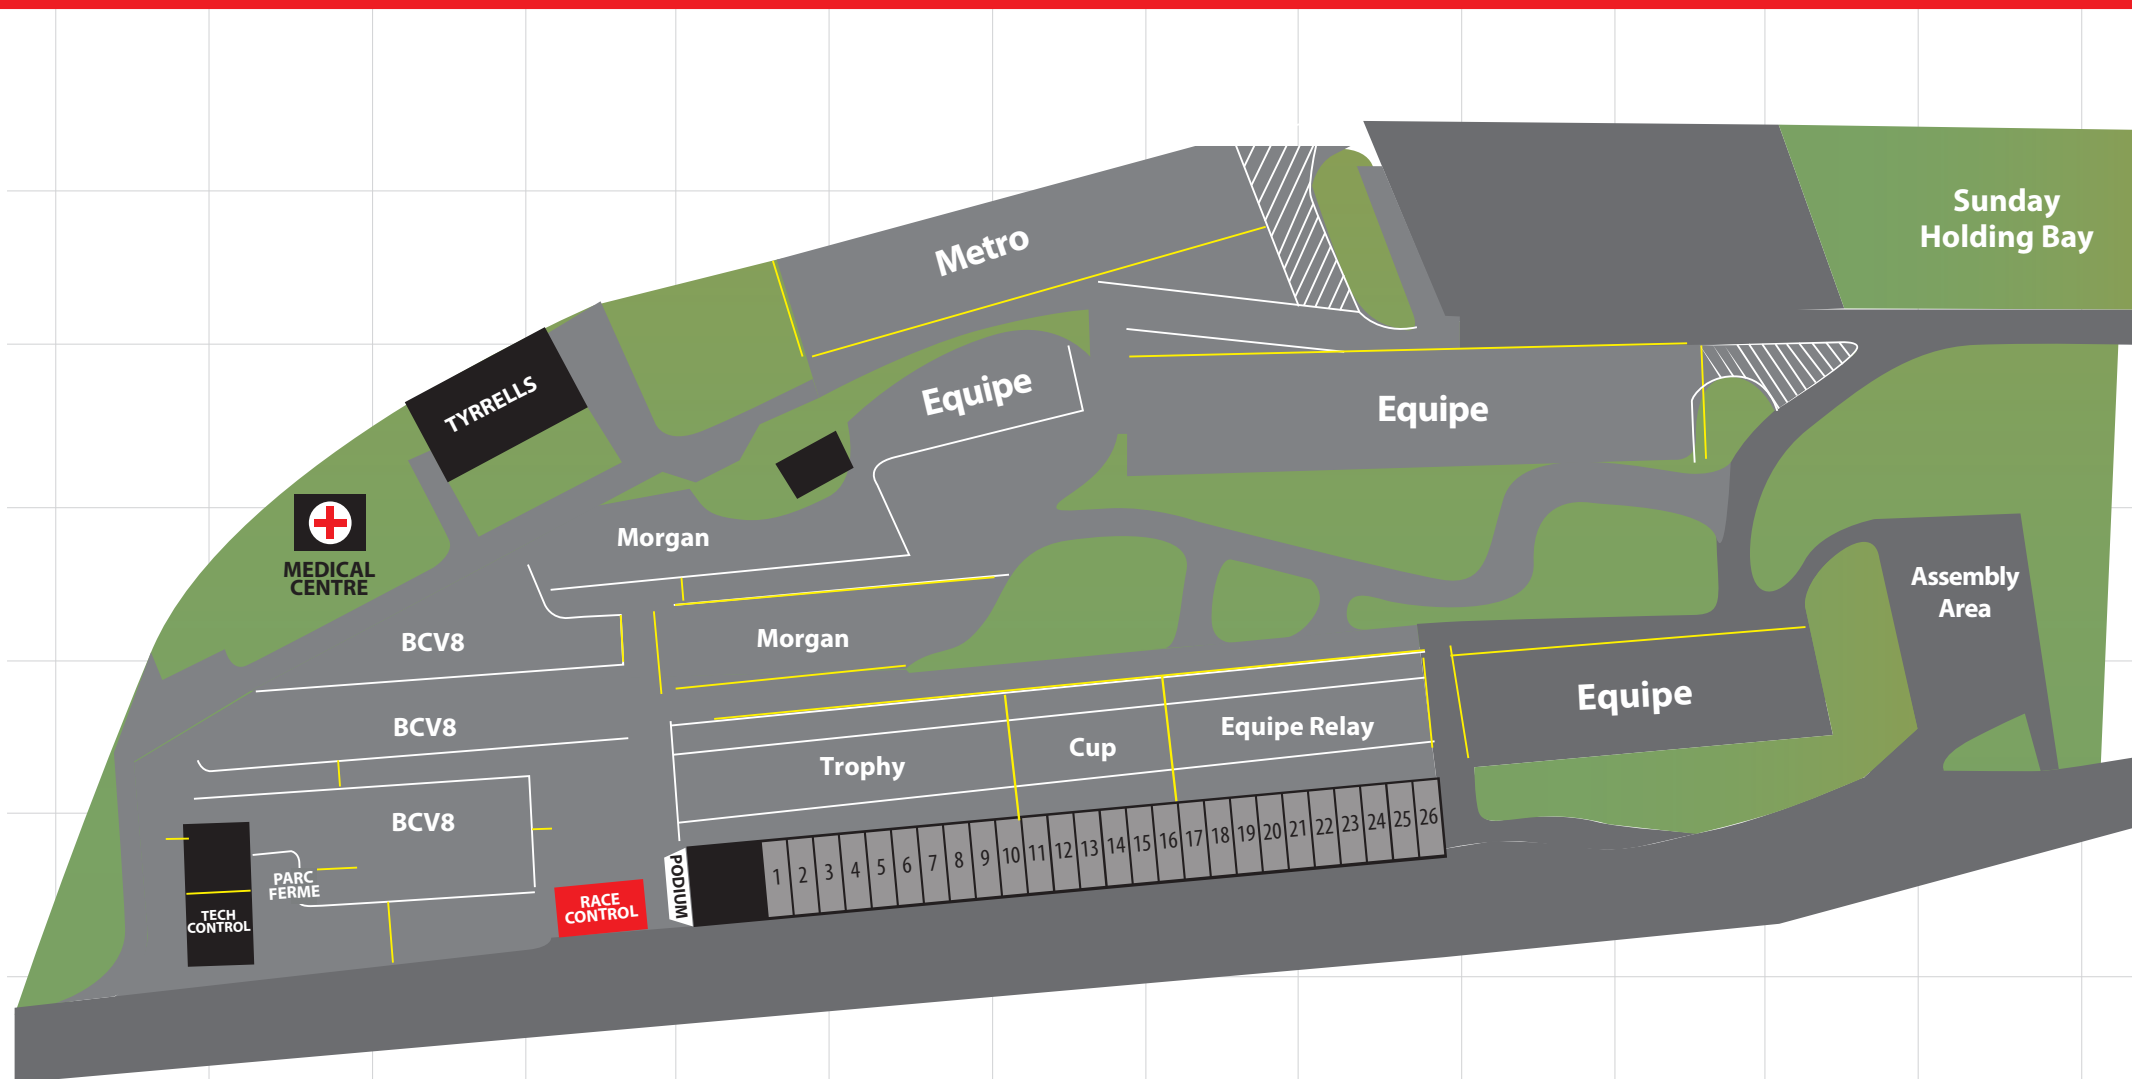 Sunday
Holding Bay
Metro
TYRRELLS
Equipe
Equipe
MEDICAL
CENTRE
Morgan
Assembly
Area
BCV8
Morgan
Equipe
BCV8
Trophy
Cup
Equipe Relay
BCV8
PARC
FERME
TECH
CONTROL
RACE
CONTROL
PODIUM
1 2 3 4 5 6 7 8 9 10 11 12 13 14 15 16 17 18 19 20 21 22 23 24 25 26